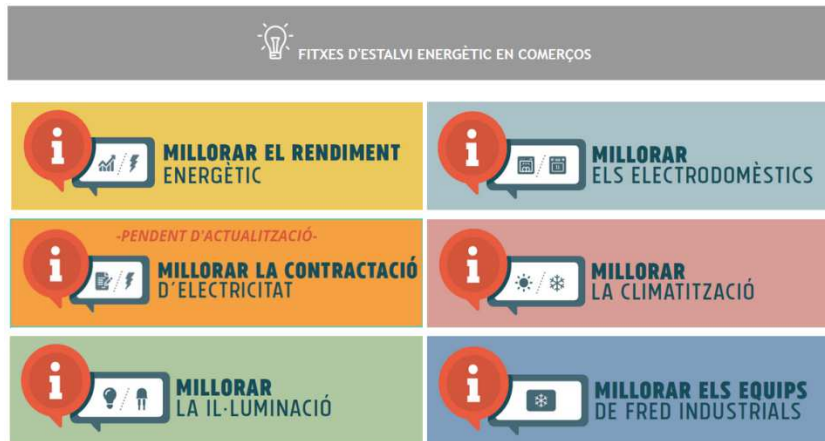 FITXES D'ESTALVI ENERGÈTIC EN COMERÇOS
MILLORAR EL RENDIMENT
ENERGÈTIC
MILLORAR
ELS ELECTRODOMÈSTICS
-PENDENT D'ACTUALITZACIÓ-
MILLORAR LA CONTRACTACIÓ
D´ELECTRICITAT
MILLORAR
LA CLIMATITZACIÓ
MILLORAR
LA IL·LUMINACIÓ
MILLORAR ELS EQUIPS
DE FRED INDUSTRIALS